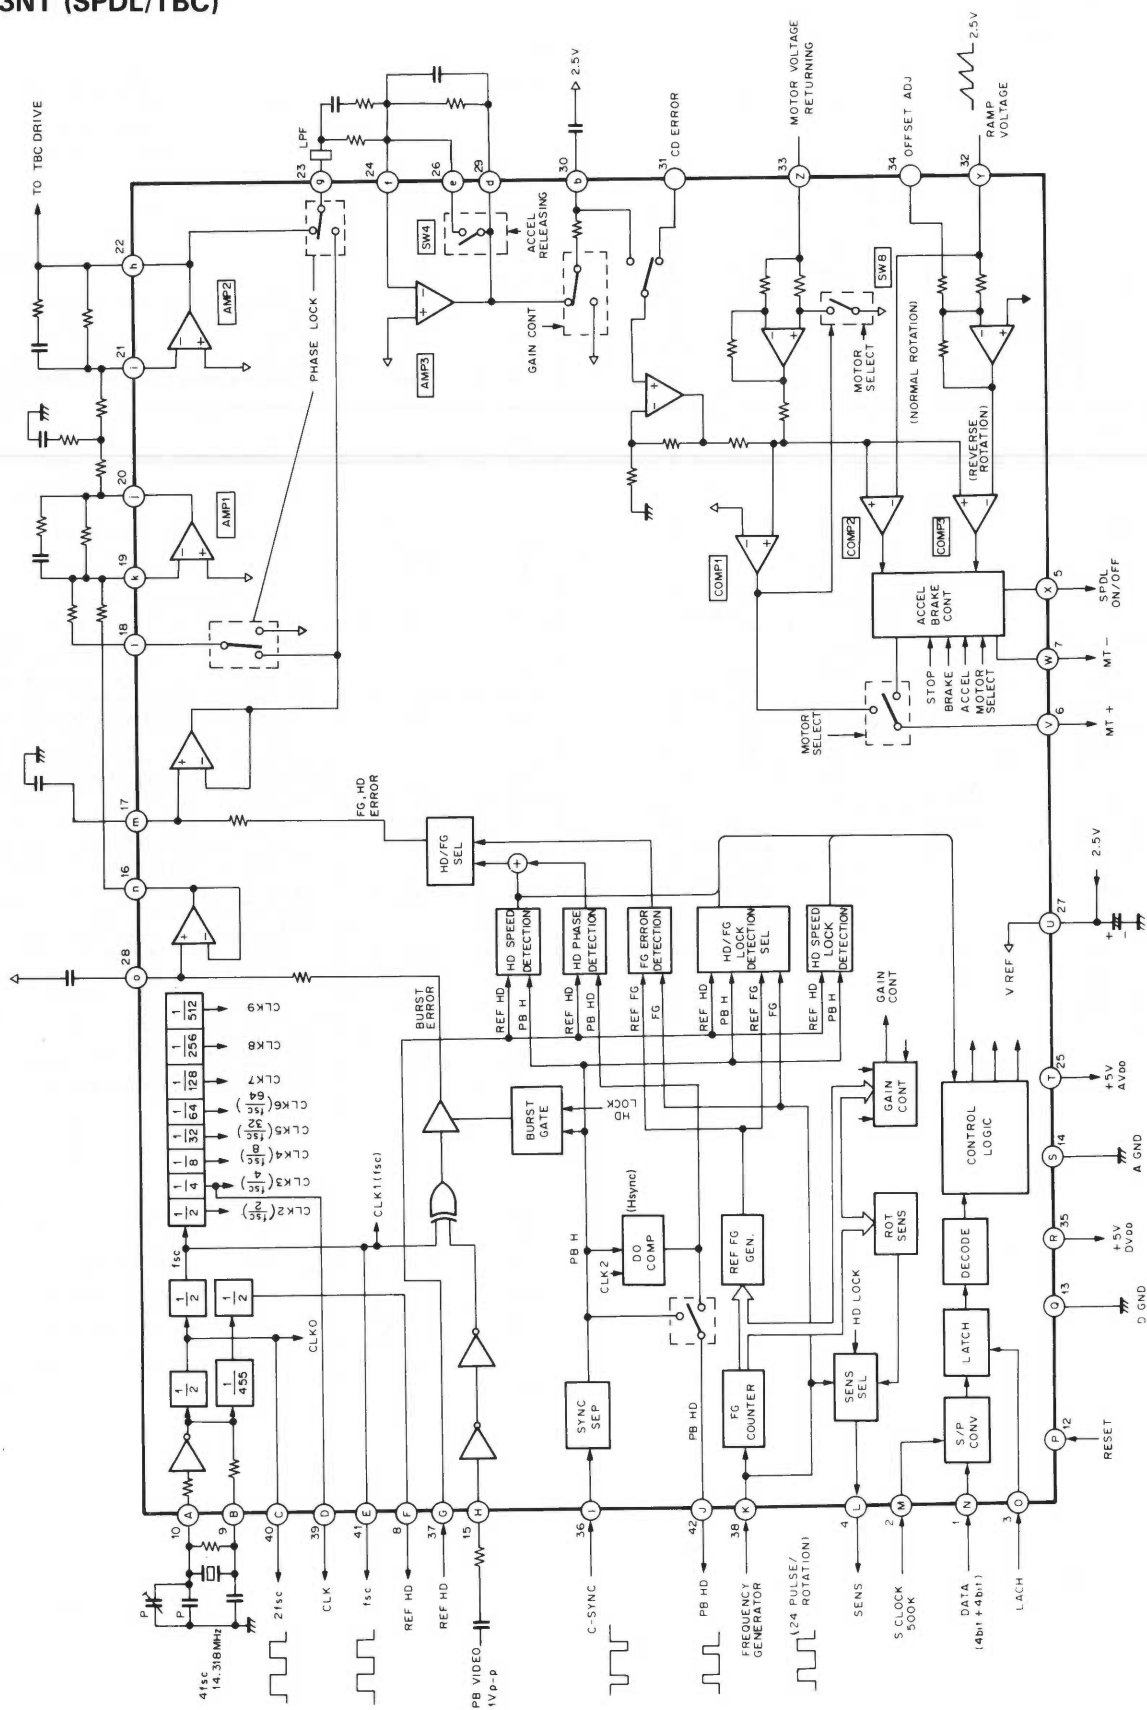 3NT (SPDL/TBC)
TO TBC DRIVE
22
h
AMP2
21
i
20
j
AMP1
19
k
18
l
17
m
16
n
28
o
LPF
23
g
24
f
26
e
29
d
SW4
ACCEL
RELEASING
PHASE LOCK
AMP3
GAIN CONT
2.5V
30
b
31
CD ERROR
MOTOR VOLTAGE
RETURNING
33
Z
34
OFFSET ADJ
32
Y
RAMP
VOLTAGE
2.5V
SW8
MOTOR
SELECT
(NORMAL ROTATION)
(REVERSE
ROTATION)
COMP1
COMP2
COMP3
ACCEL
BRAKE
CONT
STOP
BRAKE
ACCEL
MOTOR
SELECT
MOTOR
SELECT
5
X
SPDL
ON/OFF
7
W
MT -
6
V
MT +
FG, HD
ERROR
HD/FG
SEL
+
HD SPEED
DETECTION
HD PHASE
DETECTION
FG ERROR
DETECTION
HD/FG
LOCK
DETECTION
SEL
HD SPEED
LOCK
DETECTION
REF HD
PB H
REF HD
PB HD
REF FG
FG
REF HD
PB H
REF FG
FG
REF HD
PB H
V REF
27
U
+
-
2.5V
BURST
ERROR
BURST
GATE
HD
LOCK
GAIN
CONT
GAIN
CONT
CONTROL
LOGIC
25
T
+5V
AVDD
14
S
A GND
35
R
+5V
DVDD
13
Q
D GND
12
P
RESET
1/2
1/4
1/8
1/32
1/64
1/128
1/256
1/512
CLK2(fsc/2)
CLK3(fsc/4)
CLK4(fsc/8)
CLK5(fsc/32)
CLK6(fsc/64)
CLK7
CLK8
CLK9
fsc
CLK1(fsc)
1/2
1/2
1/2
1/455
CLK0
PB H
CLK2
DO
COMP
(Hsync)
REF FG
GEN.
ROT
SENS
DECODE
HD LOCK
SYNC
SEP
PB HD
FG
COUNTER
SENS
SEL
LATCH
S/P
CONV
10
A
9
B
40
C
39
D
41
E
8
F
37
G
15
H
36
I
42
J
38
K
4
L
2
M
1
N
3
O
P
P
4fsc
14.318MHz
2fsc
CLK
fsc
REF HD
REF HD
PB VIDEO
1Vp-p
C-SYNC
PB HD
FREQUENCY
GENERATOR
(24 PULSE/
ROTATION)
SENS
S CLOCK
500K
DATA
(4bit+4bit)
LACH